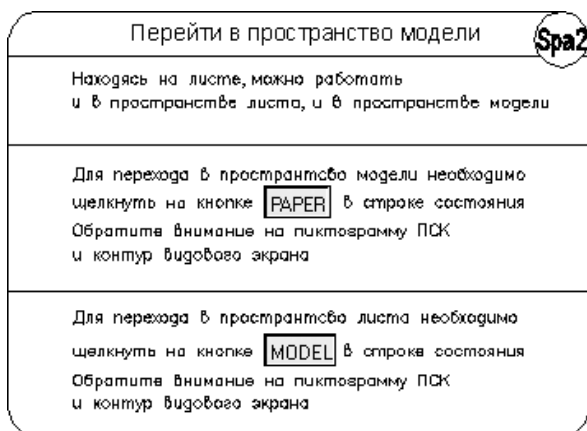 Перейти в пространство модели
Spa2
Находясь на листе, можно работать
и в пространстве листа, и в пространстве модели
Для перехода в пространтсво модели необходимо
щелкнуть на кнопке PAPER в строке состояния
Обратите внимание на пиктограмму ПСК
и контур видового экрана
Для перехода в пространтсво листа необходимо
щелкнуть на кнопке MODEL в строке состояния
Обратите внимание на пиктограмму ПСК
и контур видового экрана